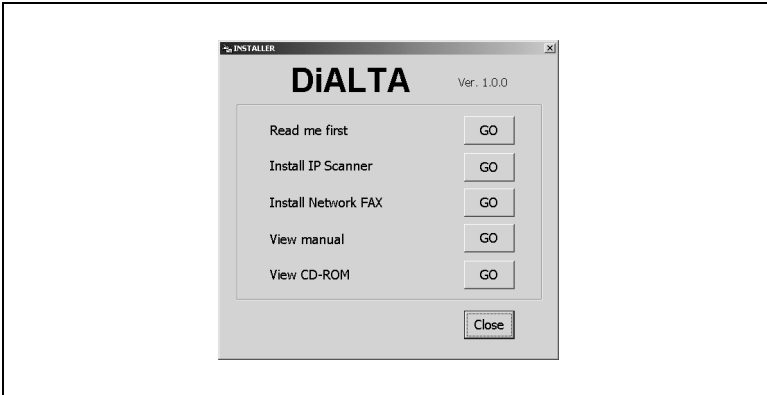 INSTALLER
DiALTA Ver. 1.0.0
Read me first GO
Install IP Scanner GO
Install Network FAX GO
View manual GO
View CD-ROM GO
Close